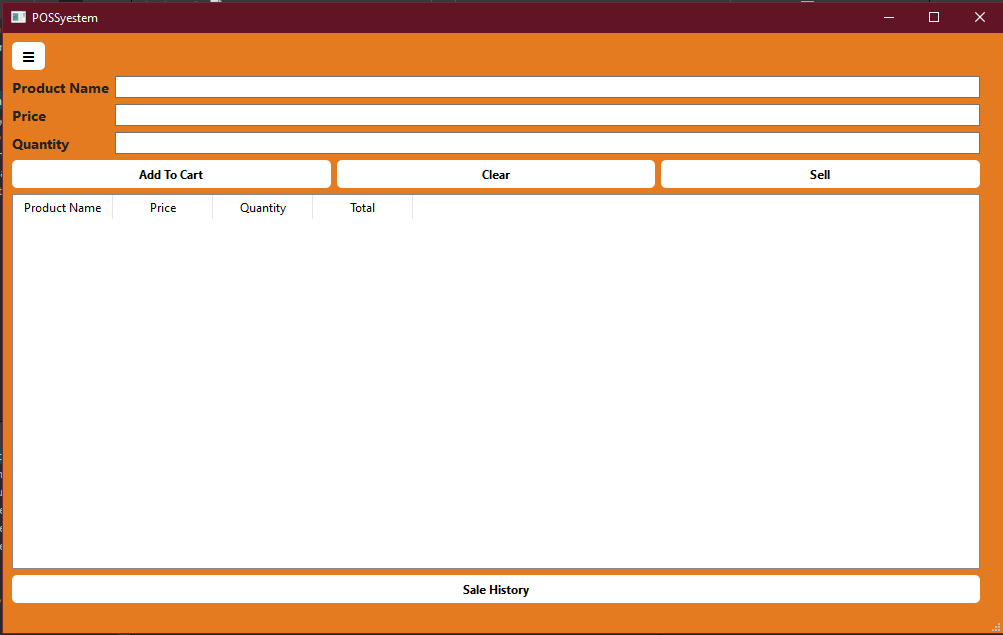 POSSyestem
Product Name
Price
Quantity
Add To Cart Clear Sell
Product Name Price Quantity Total
Sale History